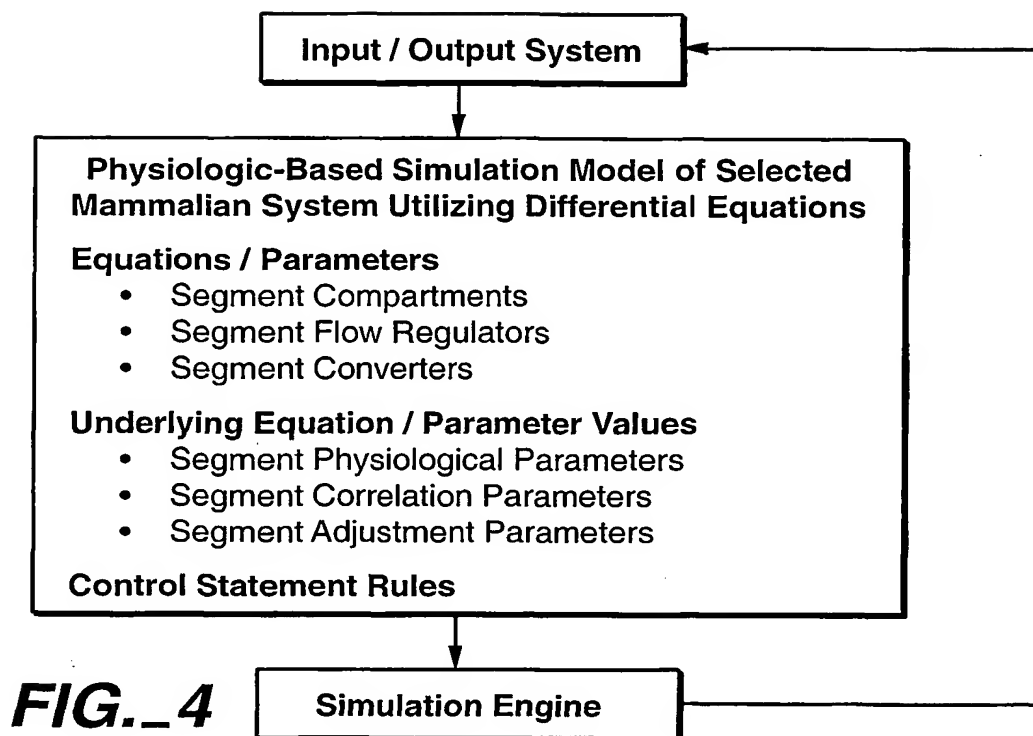 Input / Output System
Physiologic-Based Simulation Model of Selected
Mammalian System Utilizing Differential Equations
Equations / Parameters
• Segment Compartments
• Segment Flow Regulators
• Segment Converters
Underlying Equation / Parameter Values
• Segment Physiological Parameters
• Segment Correlation Parameters
• Segment Adjustment Parameters
Control Statement Rules
Simulation Engine
FIG._4